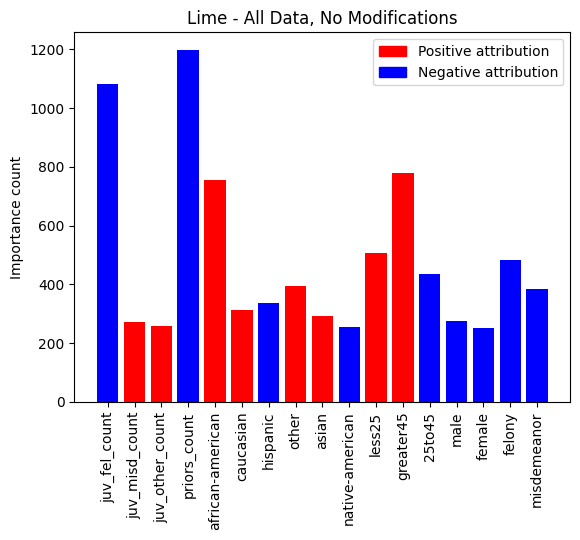 Lime - All Data, No Modifications
Positive attribution
Negative attribution
Importance count
1200
1000
800
600
400
200
0
juv_fel_count
juv_misd_count
juv_other_count
priors_count
african-american
caucasian
hispanic
other
asian
native-american
less25
greater45
25to45
male
female
felony
misdemeanor